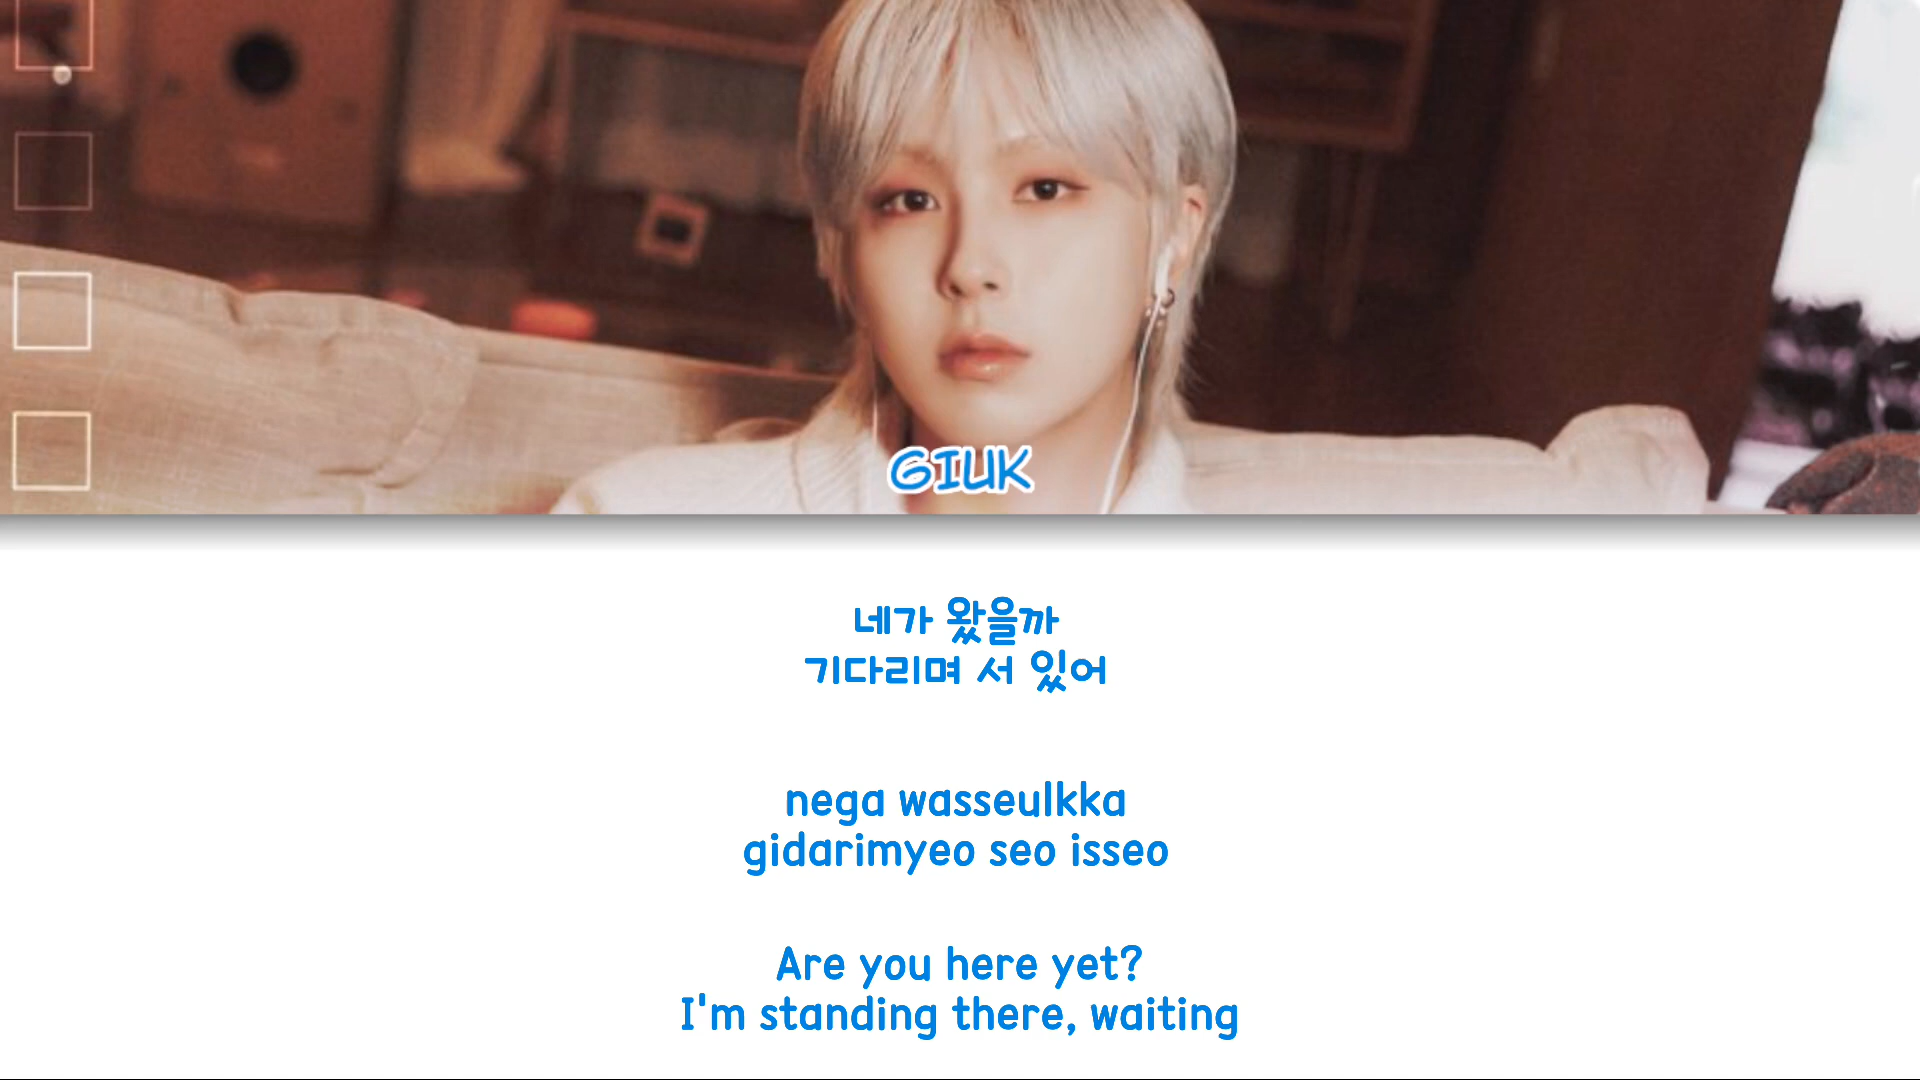 GIUK
네가 왔을까
기다리며 서 있어
nega wasseulkka
gidarimyeo seo isseo
Are you here yet?
I'm standing there, waiting